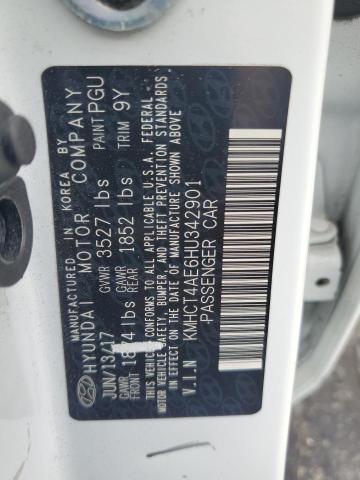 MANUFACTURED IN KOREA BY
HYUNDAI MOTOR COMPANY
JUN/13/17 GVWR 3527 lbs PAINT PGU
GAWR FRONT lbs GAWR REAR 1852 lbs TRIM 9Y
THIS VEHICLE CONFORMS TO ALL APPLICABLE U.S.A. FEDERAL
MOTOR VEHICLE SAFETY, BUMPER, AND THEFT PREVENTION STANDARDS
IN EFFECT ON THE DATE OF MANUFACTURE SHOWN ABOVE.
V.I.N KMHCT4AEGHU342901
PASSENGER CAR